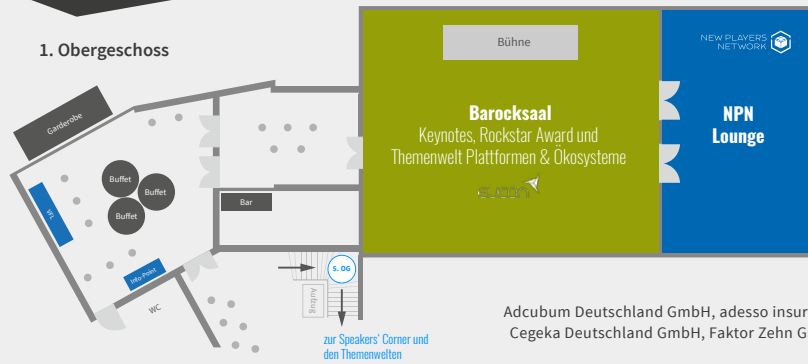 1. Obergeschoss
Bühne
NEW PLAYERS
NETWORK
Garderobe
Barocksaal
Keynotes, Rockstar Award und
Themenwelt Plattformen & Ökosysteme
NPN
Lounge
Buffet
Buffet
Buffet
VfL
Bar
Info-Point
WC
5. OG
Aufzug
zur Speakers' Corner und
den Themenwelten
Adcubum Deutschland GmbH, adesso insur
Cegeka Deutschland GmbH, Faktor Zehn G